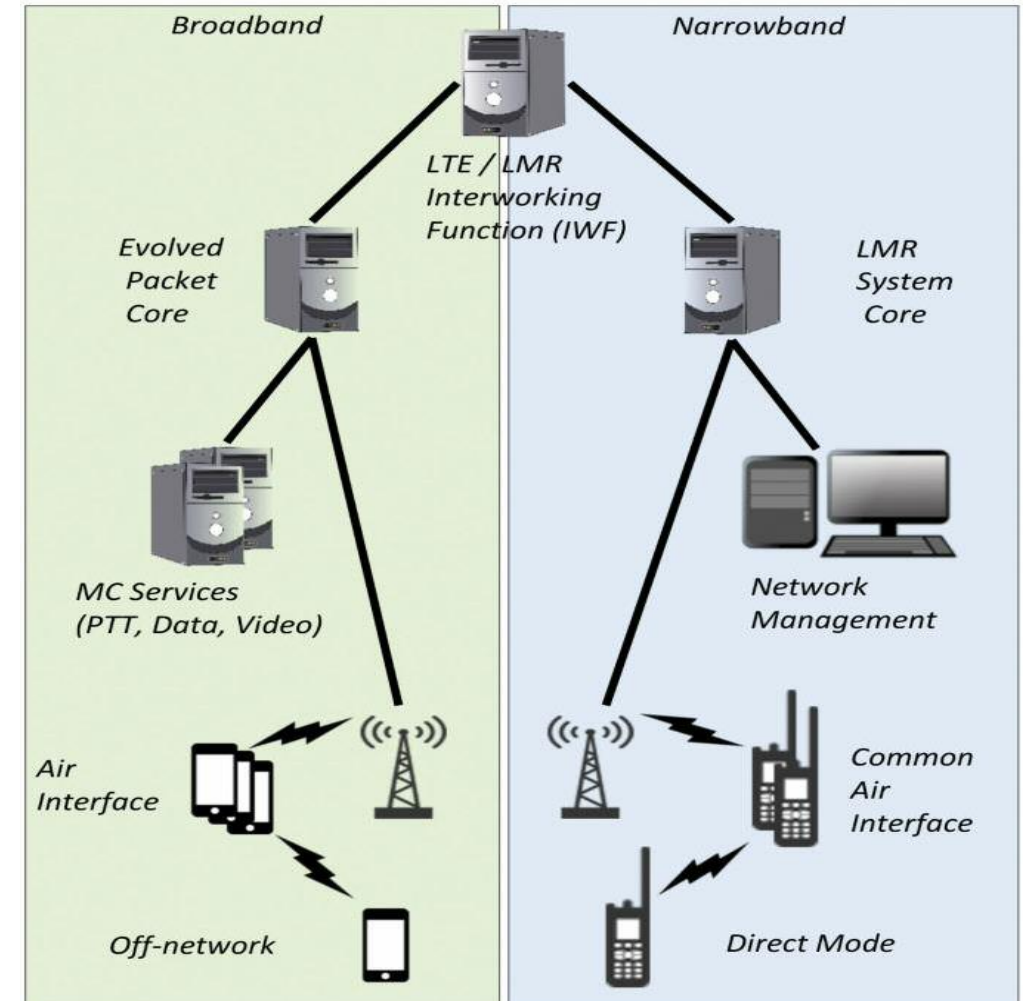 Broadband
Narrowband
LTE / LMR
Interworking
Function (IWF)
Evolved
Packet
Core
LMR
System
Core
MC Services
(PTT, Data, Video)
Network
Management
Air
Interface
Common
Air
Interface
Off-network
Direct Mode